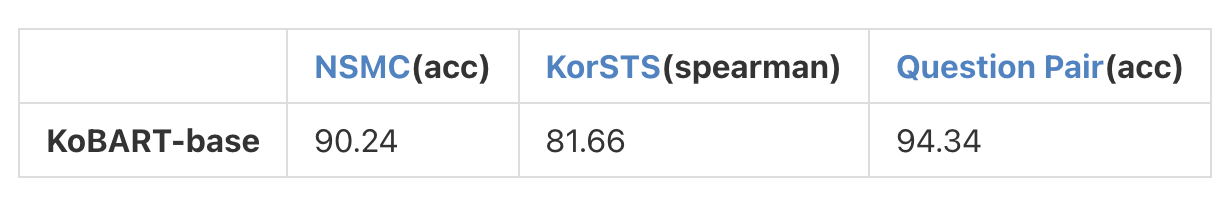 NSMC(acc) KorSTS(spearman) Question Pair(acc)
KoBART-base 90.24 81.66 94.34